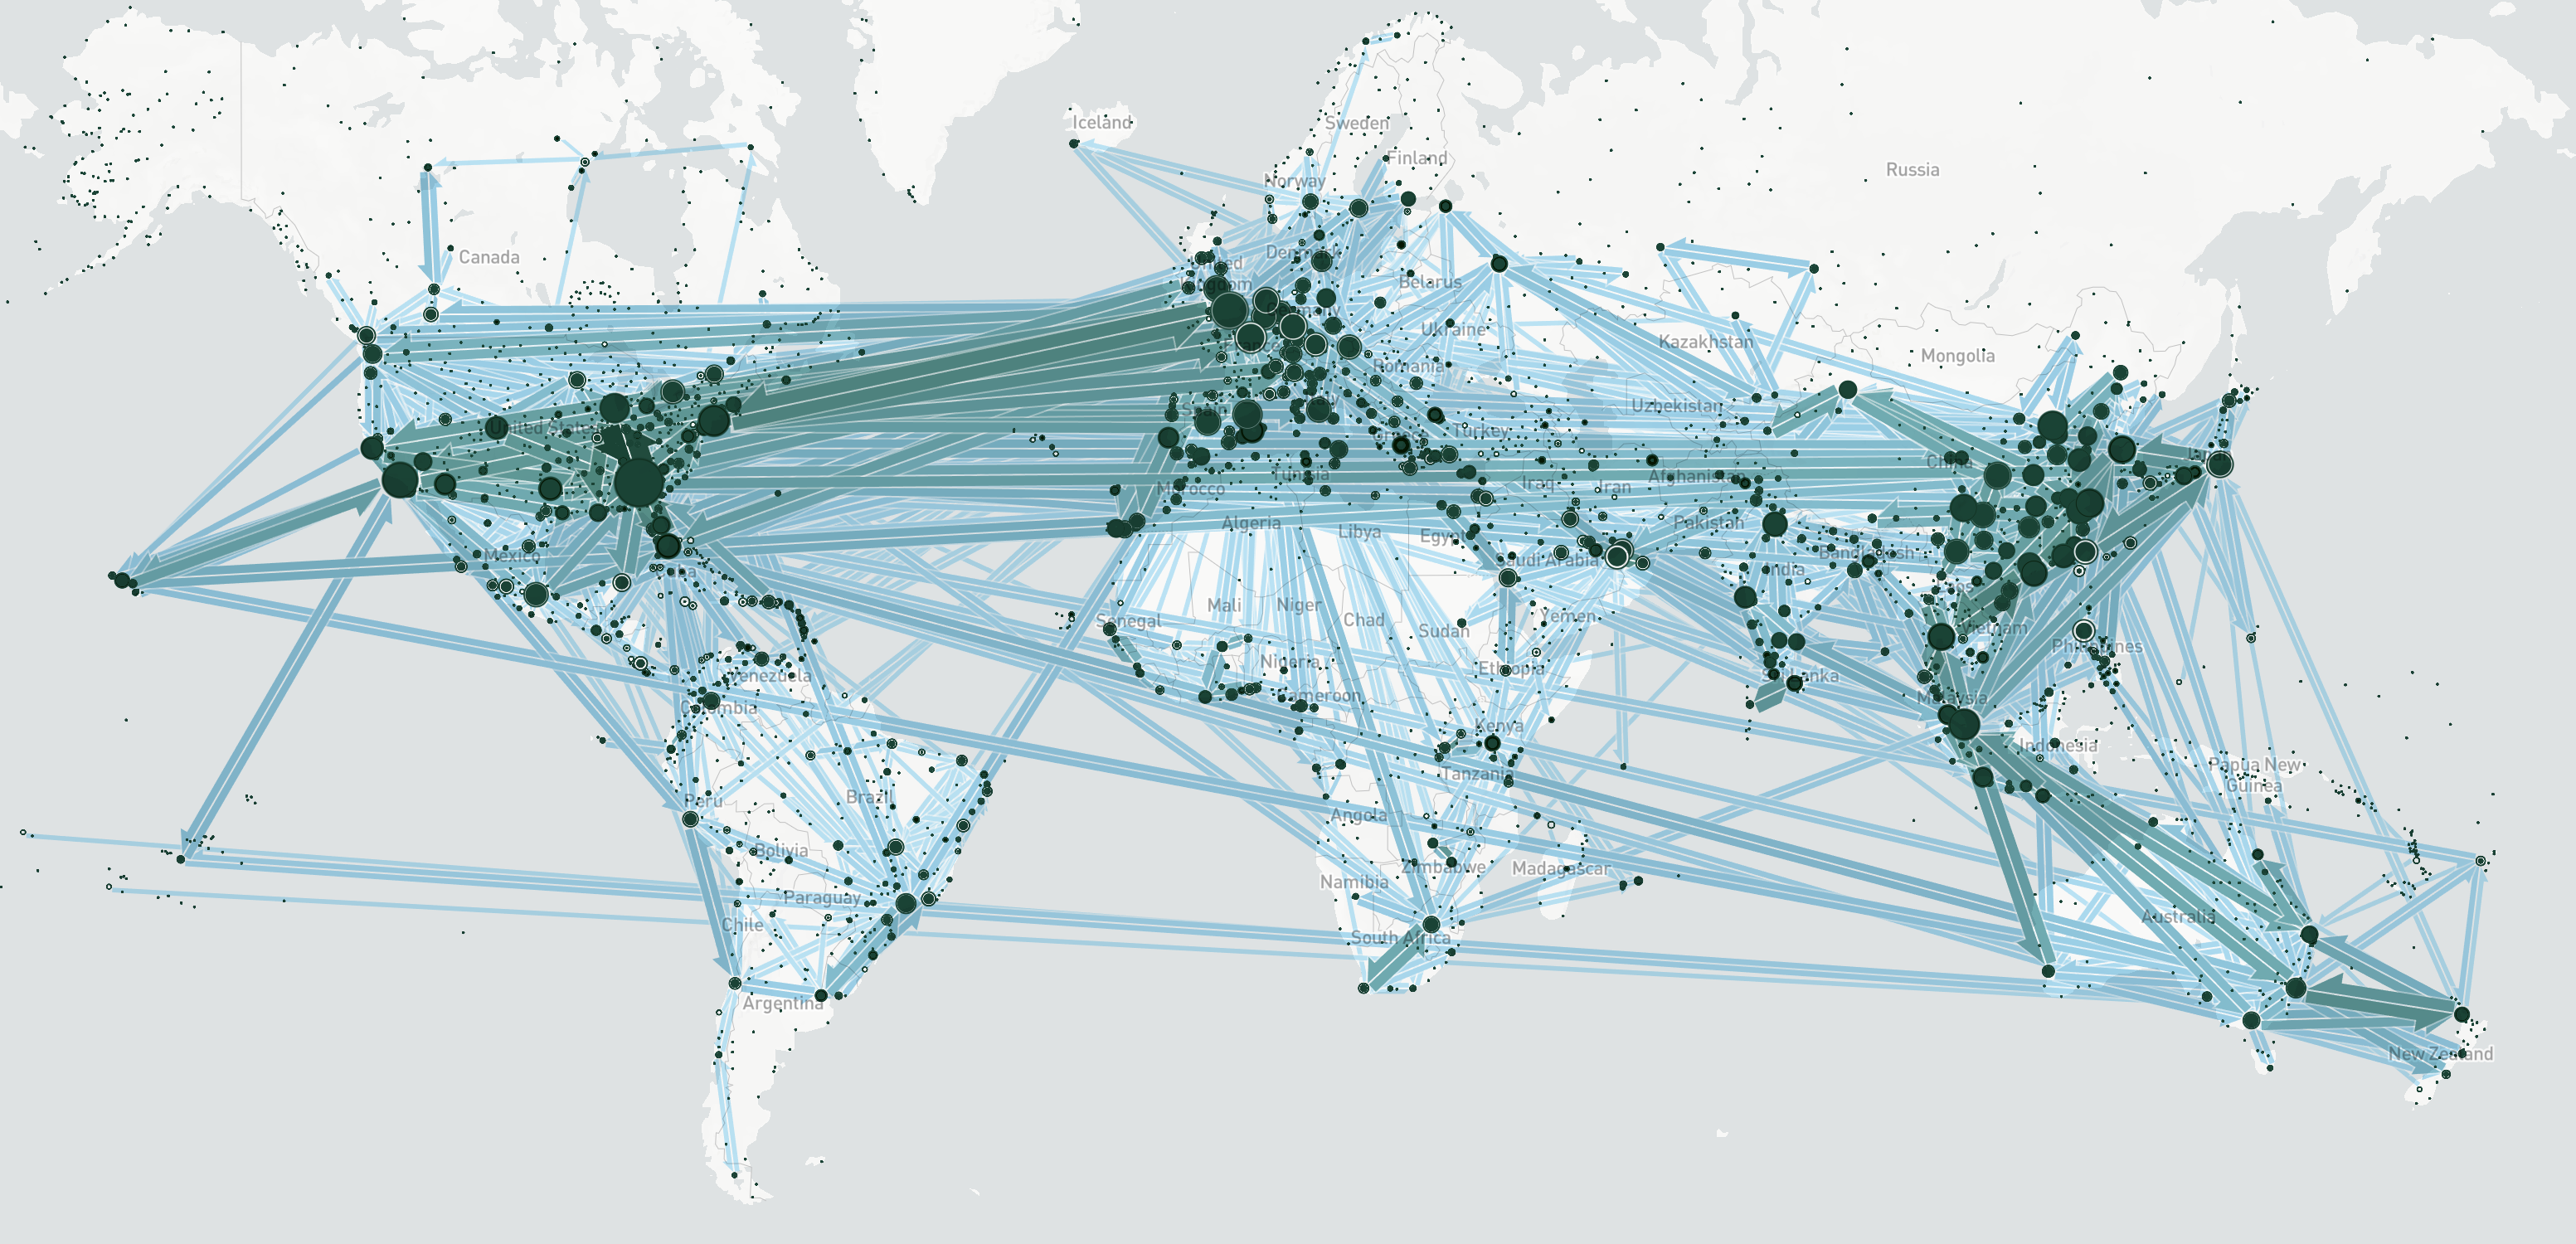 Iceland
Sweden
Finland
Norway
Russia
Canada
Denmark
United
Kingdom
Belarus
Germany
Ukraine
Kazakhstan
Mongolia
Romania
Uzbekistan
Spain
United States
Turkey
China
Morocco
Tunisia
Iraq
Iran
Afghanistan
Algeria
Libya
Egypt
Pakistan
Mexico
Saudi Arabia
Bangladesh
India
Mali
Niger
Chad
Senegal
Sudan
Yemen
Vietnam
Philippines
Nigeria
Ethiopia
Venezuela
Sri Lanka
Cameroon
Malaysia
Colombia
Kenya
Indonesia
Tanzania
Papua New
Guinea
Peru
Brazil
Angola
Bolivia
Zimbabwe
Madagascar
Namibia
Paraguay
Australia
Chile
South Africa
Argentina
New Zealand